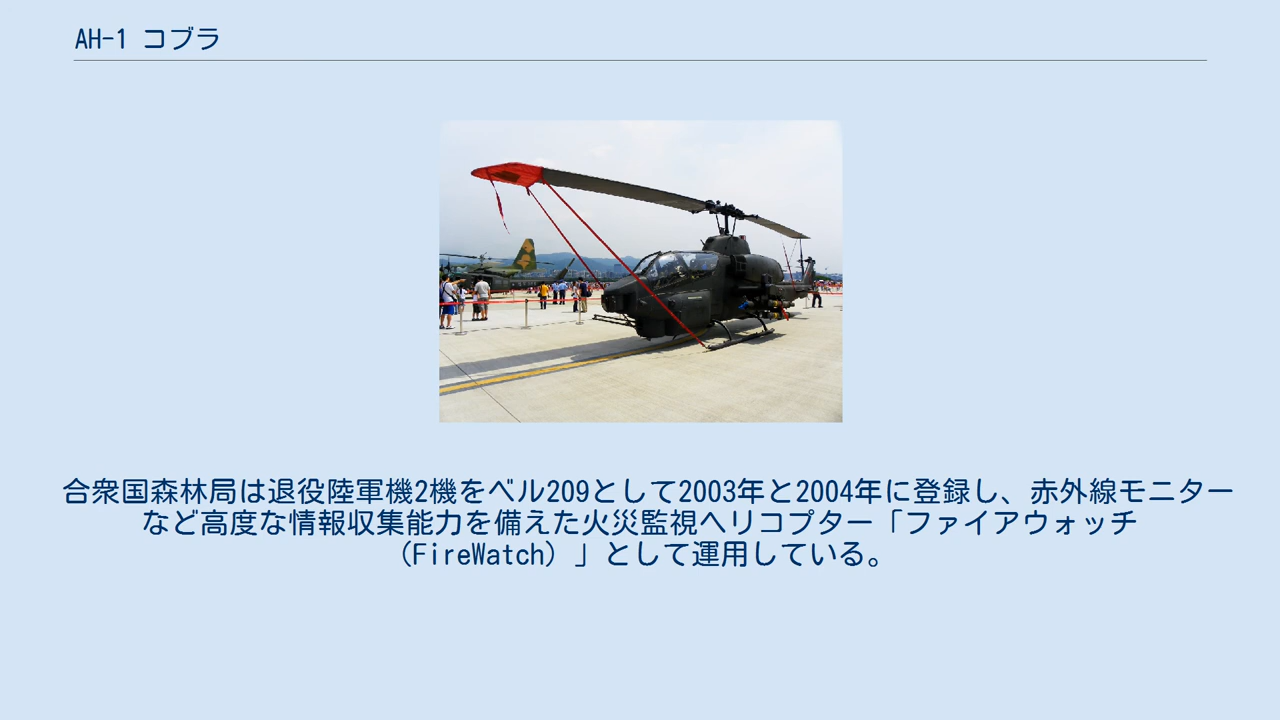 AH-1 コブラ
合衆国森林局は退役陸軍機2機をベル209として2003年と2004年に登録し、赤外線モニター
など高度な情報収集能力を備えた火災監視ヘリコプター「ファイアウォッチ
（FireWatch）」として運用している。